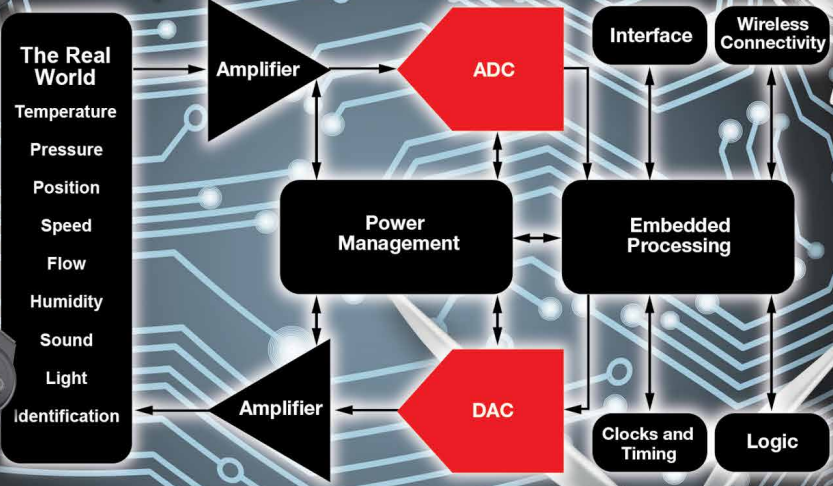 The Real
World
Temperature
Pressure
Position
Speed
Flow
Humidity
Sound
Light
Identification
Amplifier
ADC
Interface
Wireless
Connectivity
Power
Management
Embedded
Processing
Amplifier
DAC
Clocks and
Timing
Logic